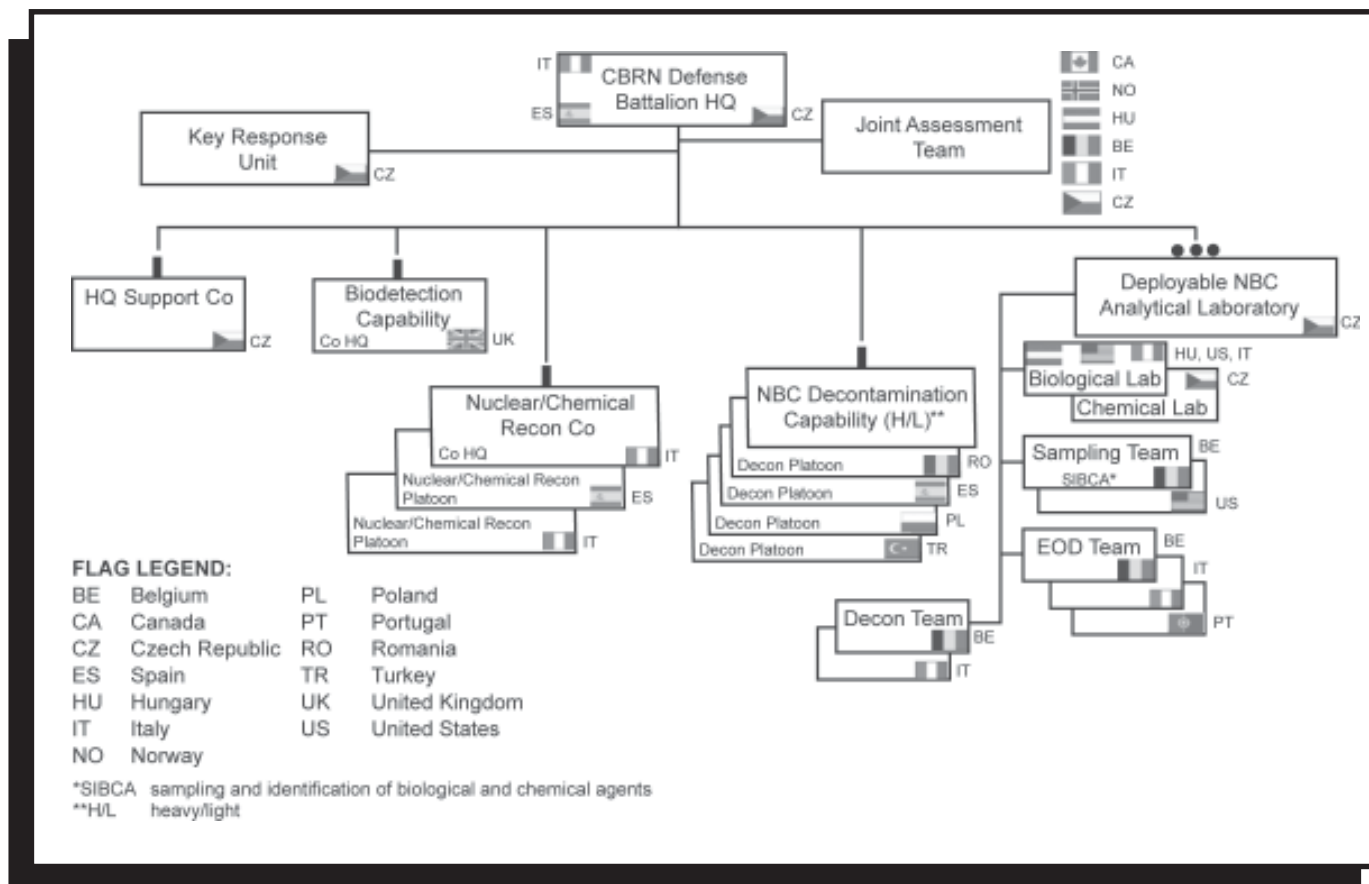 IT
CBRN Defense
Battalion HQ
ES
CZ
Key Response
Unit
CZ
Joint Assessment
Team
CA
NO
HU
BE
IT
CZ
HQ Support Co
CZ
Biodetection
Capability
Co HQ
UK
Nuclear/Chemical
Recon Co
Co HQ
IT
Nuclear/Chemical Recon
Platoon
ES
Nuclear/Chemical Recon
Platoon
IT
NBC Decontamination
Capability (H/L)**
Decon Platoon
RO
Decon Platoon
ES
Decon Platoon
PL
Decon Platoon
TR
Deployable NBC
Analytical Laboratory
CZ
HU, US, IT
Biological Lab
CZ
Chemical Lab
Sampling Team
BE
SIBCA*
US
EOD Team
BE
IT
PT
Decon Team
BE
IT
FLAG LEGEND:
BE Belgium PL Poland
CA Canada PT Portugal
CZ Czech Republic RO Romania
ES Spain TR Turkey
HU Hungary UK United Kingdom
IT Italy US United States
NO Norway
*SIBCA sampling and identification of biological and chemical agents
**H/L heavy/light